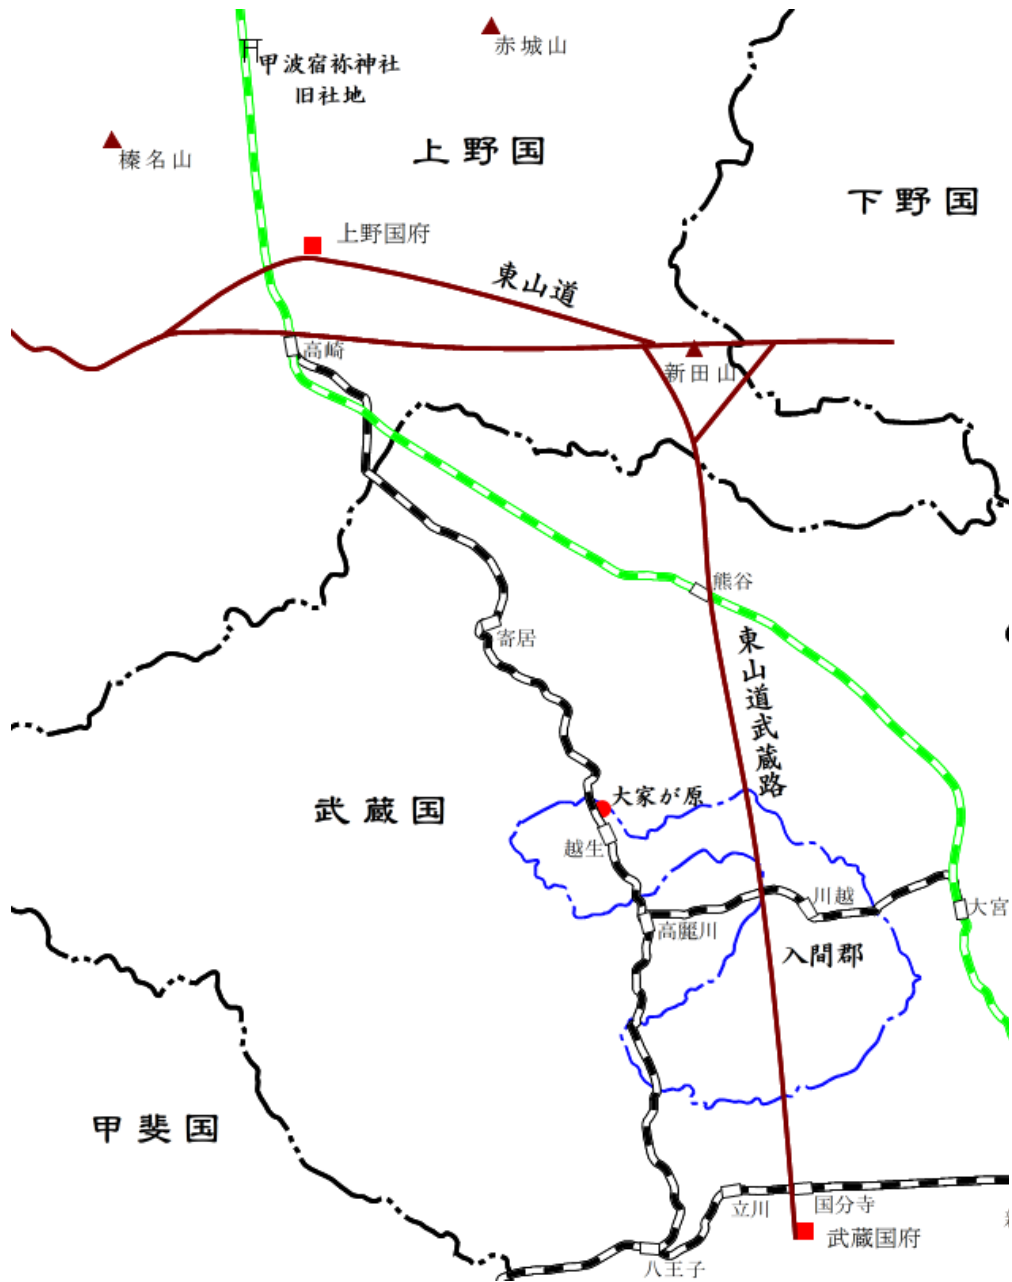 赤城山
甲波宿祢神社
旧社地
榛名山
上野国
下野国
上野国府
東山道
高崎
新田山
熊谷
寄居
東山道武蔵路
大家が原
武蔵国
越生
川越
大宮
高麗川
入間郡
甲斐国
立川
国分寺
武蔵国府
八王子